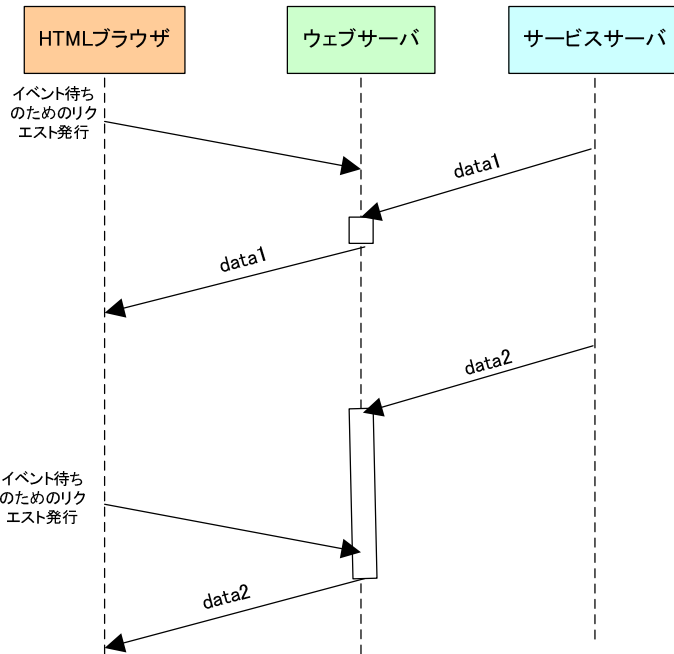 HTMLブラウザ
ウェブサーバ
サービスサーバ
イベント待ち
のためのリク
エスト発行
data1
data1
data2
イベント待ち
のためのリク
エスト発行
data2